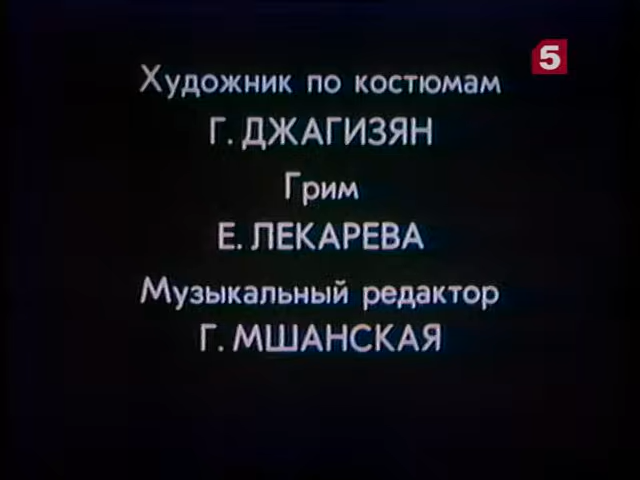 5
Художник по костюмам
Г. ДЖАГИЗЯН
Грим
Е. ЛЕКАРЕВА
Музыкальный редактор
Г. МШАНСКАЯ